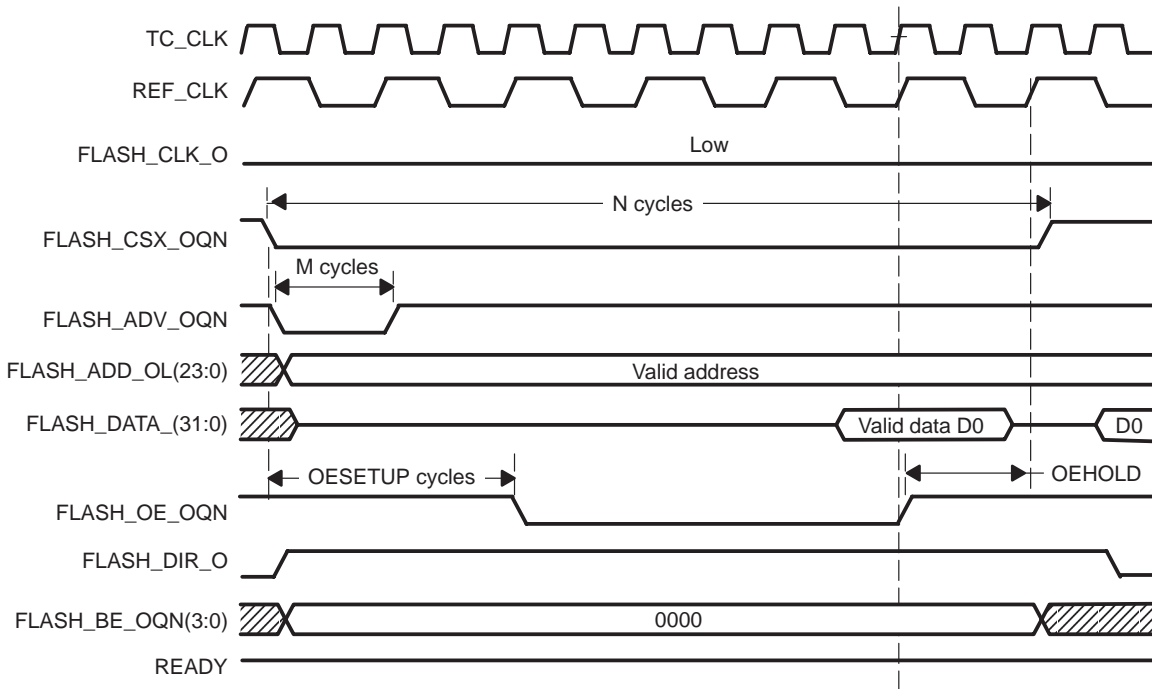 TC_CLK
REF_CLK
FLASH_CLK_O
Low
N cycles
FLASH_CSX_OQN
M cycles
FLASH_ADV_OQN
FLASH_ADD_OL(23:0)
Valid address
FLASH_DATA_(31:0)
Valid data D0
D0
OESETUP cycles
OEHOLD
FLASH_OE_OQN
FLASH_DIR_O
FLASH_BE_OQN(3:0)
0000
READY